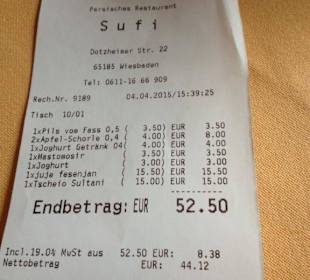 Persisches Restaurant
Sufi
Dotzheimer Str. 22
65185 Wiesbaden
Tel: 0611-16 66 909
Rech.Nr. 9189 04.04.2015/15:39:25
Tisch 10/01
1xPils vom Fass 0,5 ( 3.50) EUR 3.50
2xApfel-Schorle 0,4 ( 4.00) EUR 8.00
1xJoghurt Getränk 04( 4.00) EUR 4.00
1xMastomosir ( 3.50) EUR 3.50
1xJoghurt ( 3.00) EUR 3.00
1xjuje fesenjan ( 15.50) EUR 15.50
1xTscheio Sultani ( 15.00) EUR 15.00
Endbetrag: EUR 52.50
Incl.19.0% MwSt aus 52.50 EUR: 8.38
Nettobetrag EUR: 44.12